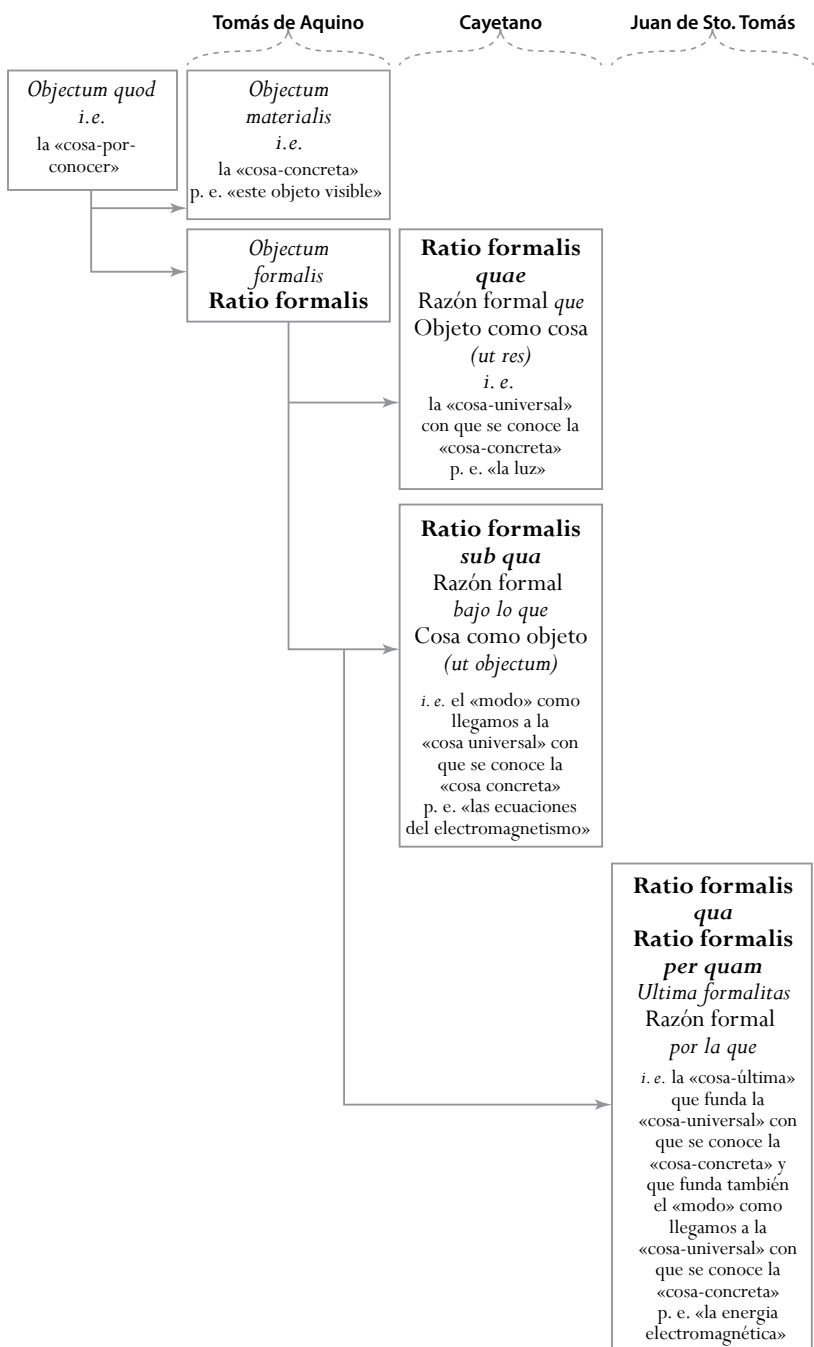 Tomás de Aquino
Cayetano
Juan de Sto. Tomás
Objectum quod
i.e.
la «cosa-por-
conocer»
Objectum
materialis
i.e.
la «cosa-concreta»
p. e. «este objeto visible»
Objectum
formalis
Ratio formalis
Ratio formalis
quae
Razón formal que
Objeto como cosa
(ut res)
i. e.
la «cosa-universal»
con que se conoce la
«cosa-concreta»
p. e. «la luz»
Ratio formalis
sub qua
Razón formal
bajo lo que
Cosa como objeto
(ut objectum)
i. e. el «modo» como
llegamos a la
«cosa universal» con
que se conoce la
«cosa concreta»
p. e. «las ecuaciones
del electromagnetismo»
Ratio formalis
qua
Ratio formalis
per quam
Ultima formalitas
Razón formal
por la que
i. e. la «cosa-última»
que funda la
«cosa-universal» con
que se conoce la
«cosa-concreta» y
que funda también
el «modo» como
llegamos a la
«cosa-universal» con
que se conoce la
«cosa-concreta»
p. e. «la energia
electromagnética»